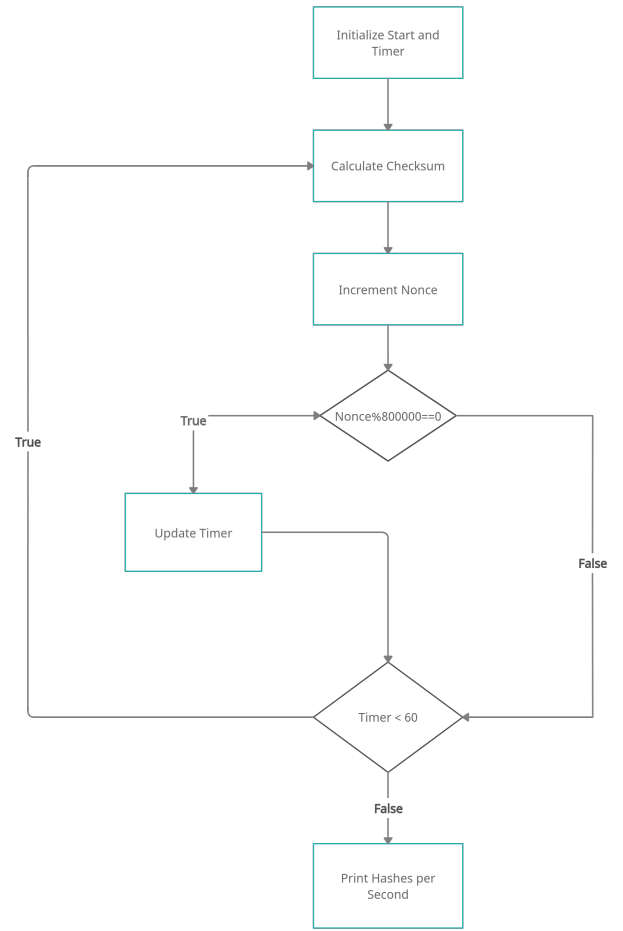 Initialize Start and
Timer
Calculate Checksum
Increment Nonce
Nonce%800000==0
True
True
Update Timer
False
Timer < 60
False
Print Hashes per
Second